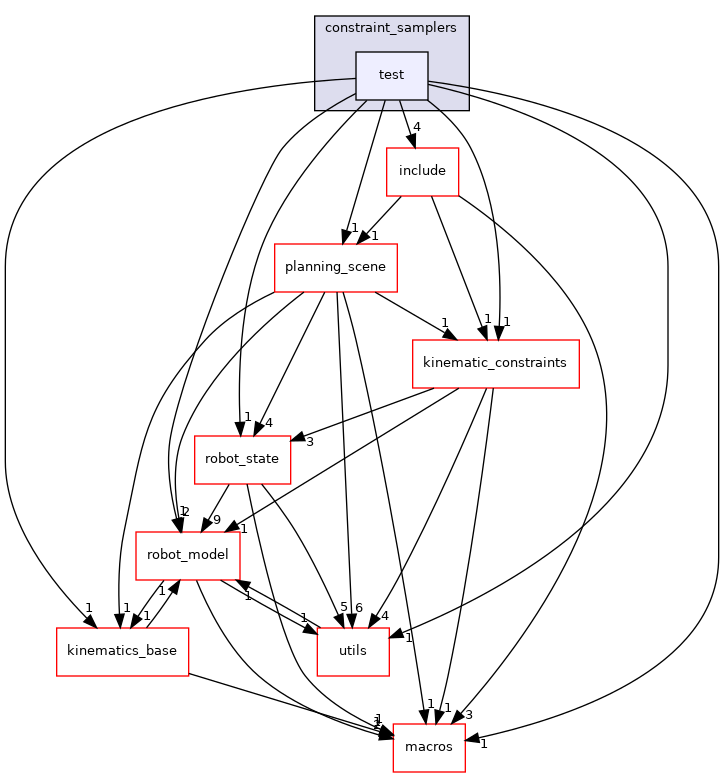 constraint_samplers
test
4
include
1
1
planning_scene
1
1
1
kinematic_constraints
1
4
3
robot_state
1
2
9
1
robot_model
1
1
1
1
1
1
1
5
6
4
1
kinematics_base
utils
1
1
3
1
1
macros